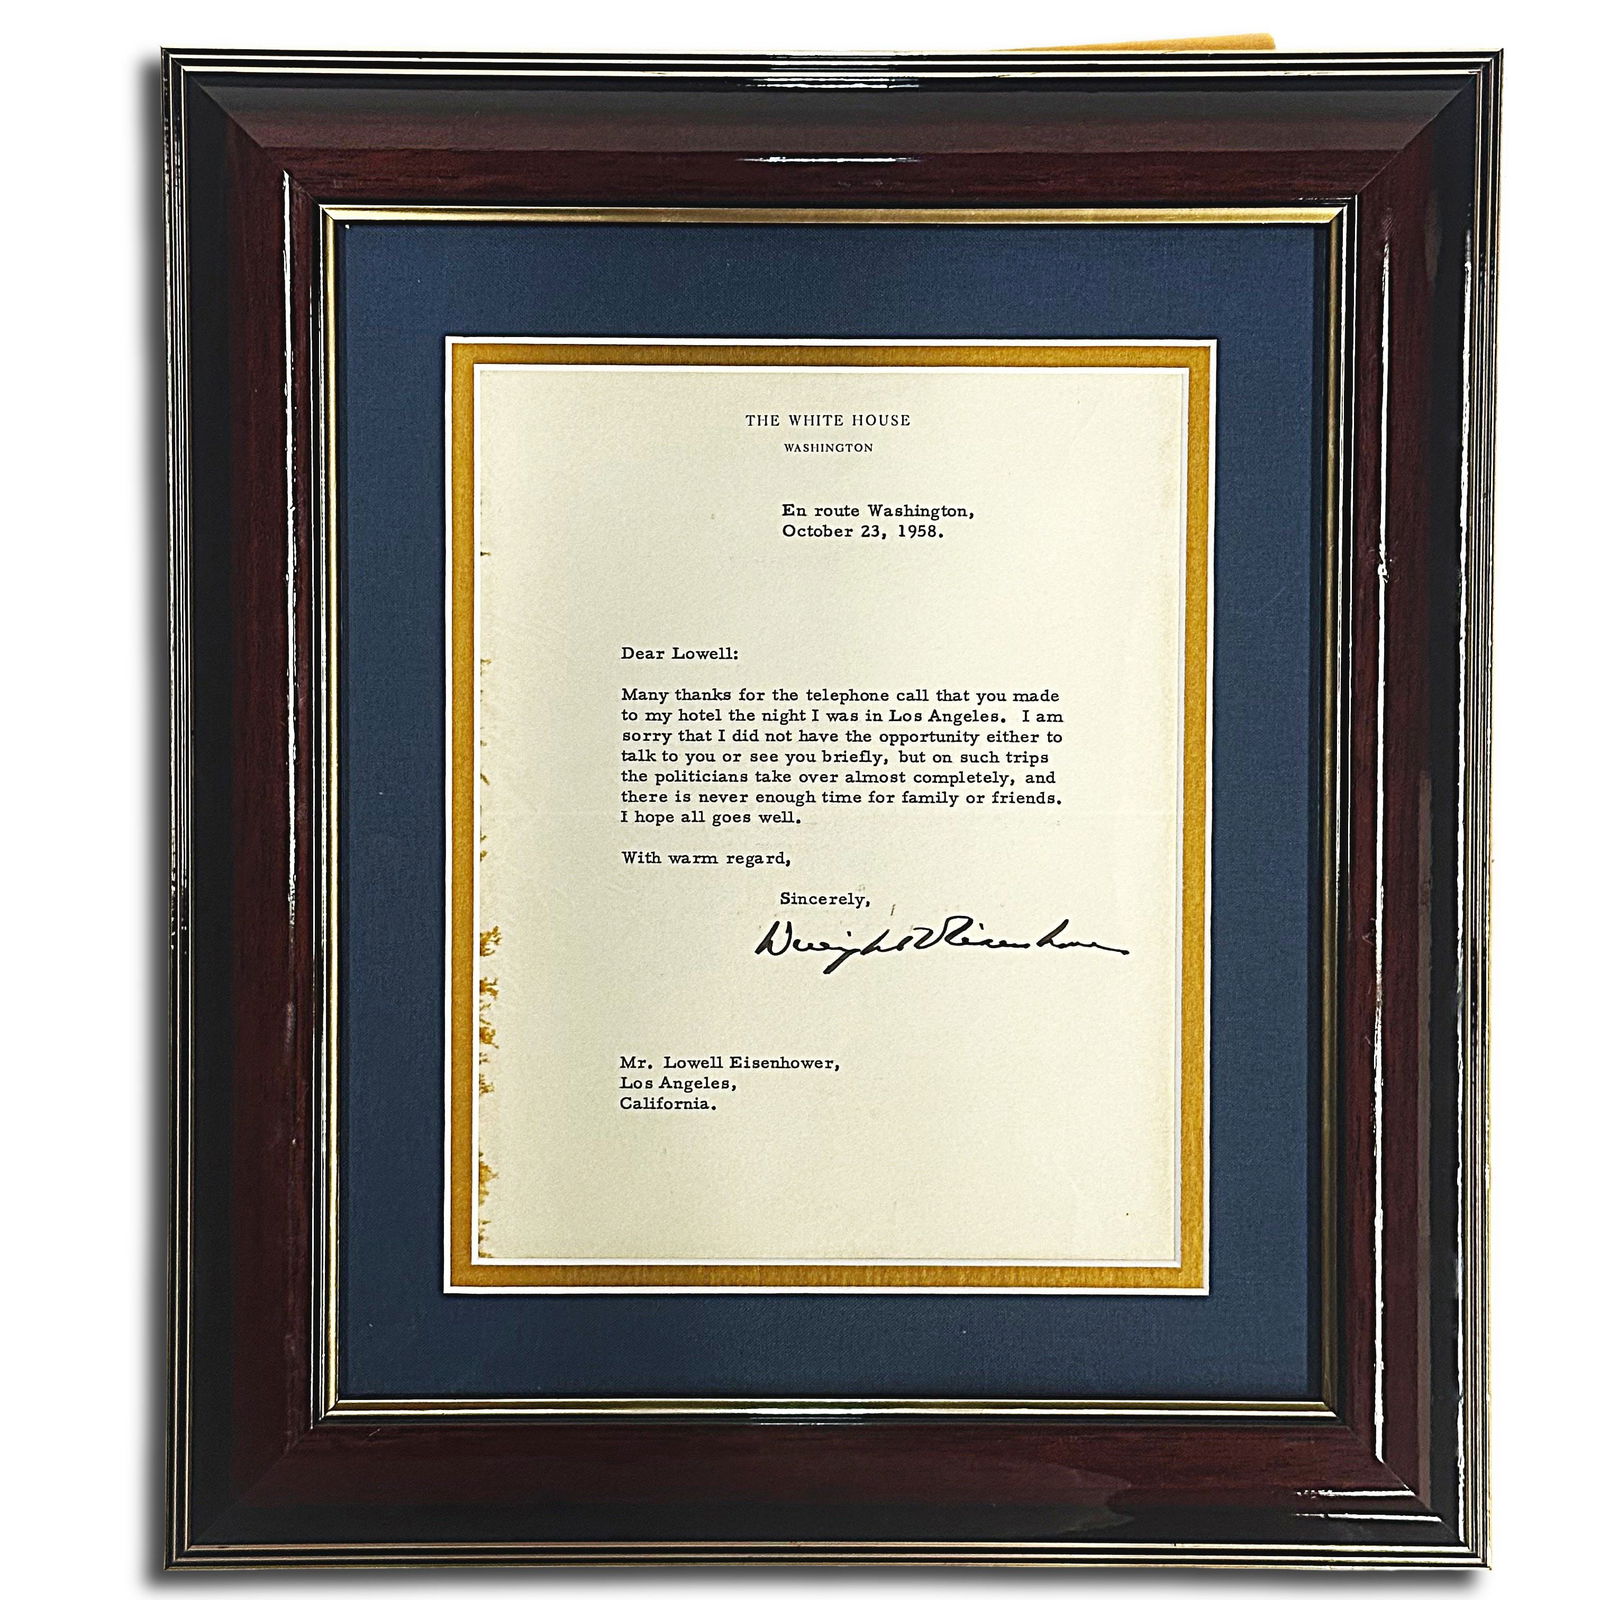 THE WHITE HOUSE
WASHINGTON
En route Washington,
October 23, 1958.
Dear Lowell:
Many thanks for the telephone call that you made
to my hotel the night I was in Los Angeles. I am
sorry that I did not have the opportunity either to
talk to you or see you briefly, but on such trips
the politicians take over almost completely, and
there is never enough time for family or friends.
I hope all goes well.
With warm regard,
Sincerely,
Dwight D Eisenhower
Mr. Lowell Eisenhower,
Los Angeles,
California.